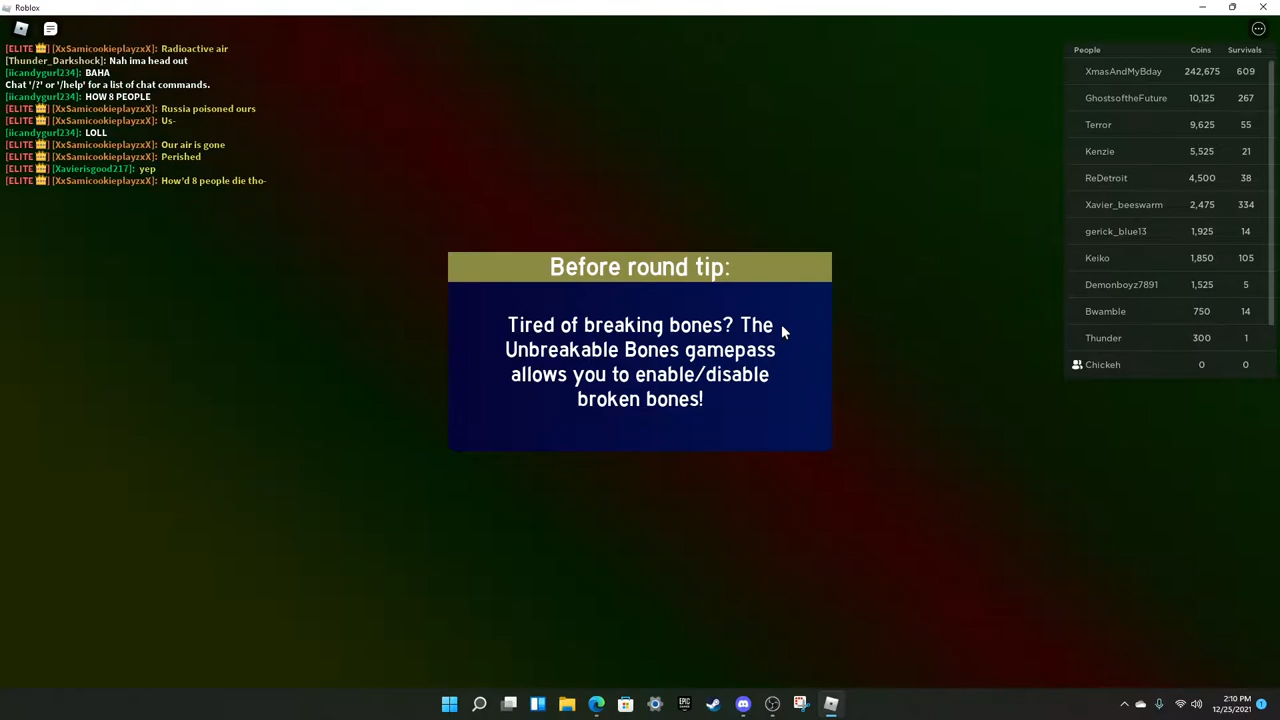 Roblox
[ELITE 👑] [XxSamicookieplayzxX]: Radioactive air
[Thunder_Darkshock]: Nah ima head out
[iicandygurl234]: BAHA
Chat '/?' or '/help' for a list of chat commands.
[iicandygurl234]: HOW 8 PEOPLE
[ELITE 👑] [XxSamicookieplayzxX]: Russia poisoned ours
[ELITE 👑] [XxSamicookieplayzxX]: Us-
[iicandygurl234]: LOLL
[ELITE 👑] [XxSamicookieplayzxX]: Our air is gone
[ELITE 👑] [XxSamicookieplayzxX]: Perished
[ELITE 👑] [Xavierisgood217]: yep
[ELITE 👑] [XxSamicookieplayzxX]: How'd 8 people die tho-
Before round tip:
Tired of breaking bones? The
Unbreakable Bones gamepass
allows you to enable/disable
broken bones!
People Coins Survivals
XmasAndMyBday 242,675 609
GhostsoftheFuture 10,125 267
Terror 9,625 55
Kenzie 5,525 21
ReDetroit 4,500 38
Xavier_beeswarm 2,475 334
gerick_blue13 1,925 14
Keiko 1,850 105
Demonboyz7891 1,525 5
Bwamble 750 14
Thunder 300 1
Chickeh 0 0
EPIC
2:10 PM
12/25/2021